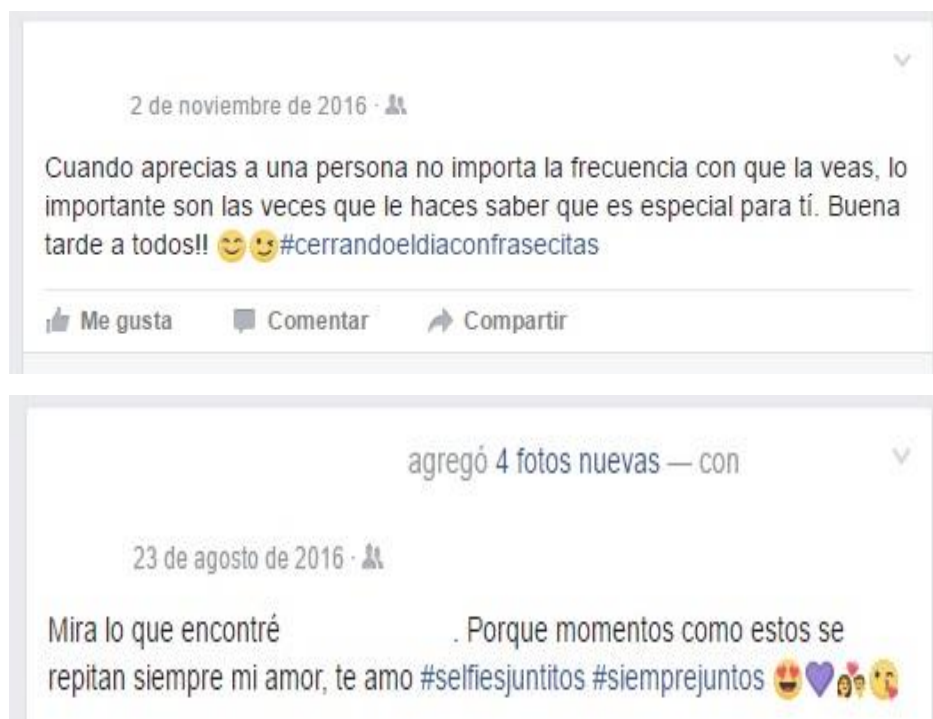 2 de noviembre de 2016 ·
Cuando aprecias a una persona no importa la frecuencia con que la veas, lo
importante son las veces que le haces saber que es especial para tí. Buena
tarde a todos!! 😊😉#cerrandoeldiaconfrasecitas
Me gusta Comentar Compartir
agregó 4 fotos nuevas — con
23 de agosto de 2016 ·
Mira lo que encontré . Porque momentos como estos se
repitan siempre mi amor, te amo #selfiesjuntitos #siemprejuntos 😍💜💑😘